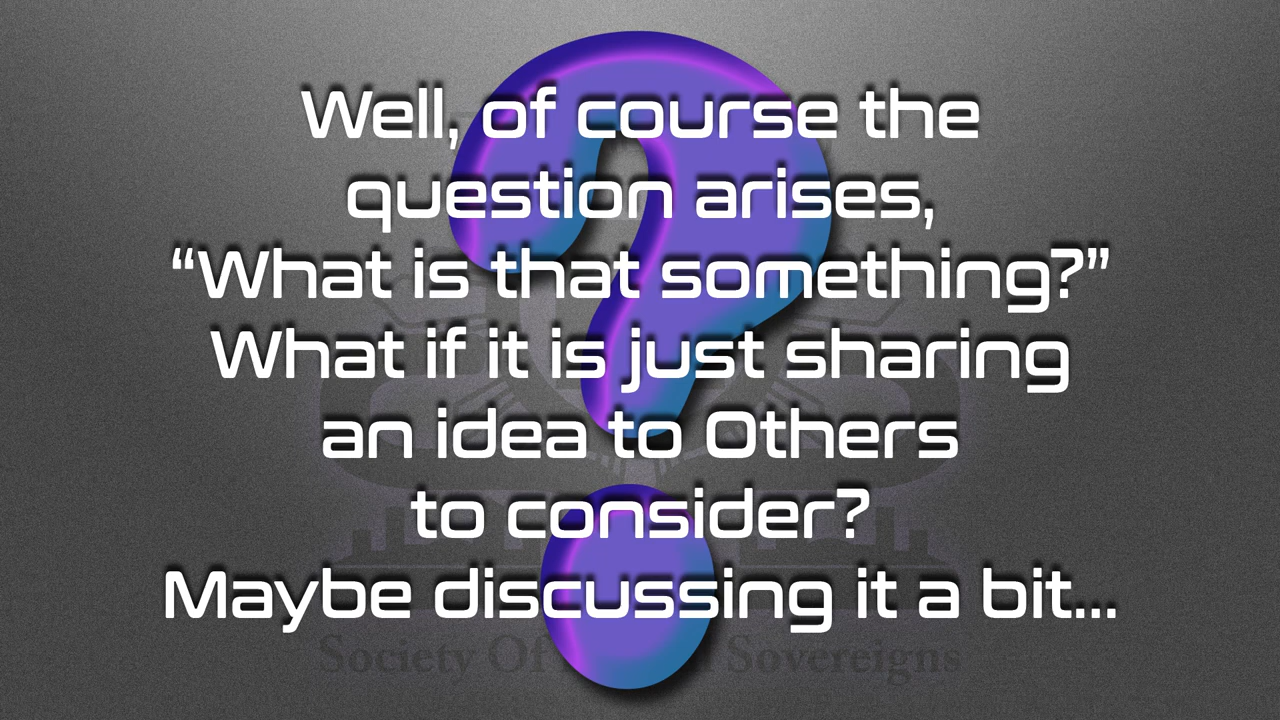 Well, of course the
question arises,
“What is that something?”
What if it is just sharing
an idea to Others
to consider?
Maybe discussing it a bit...
Society Of Sovereigns